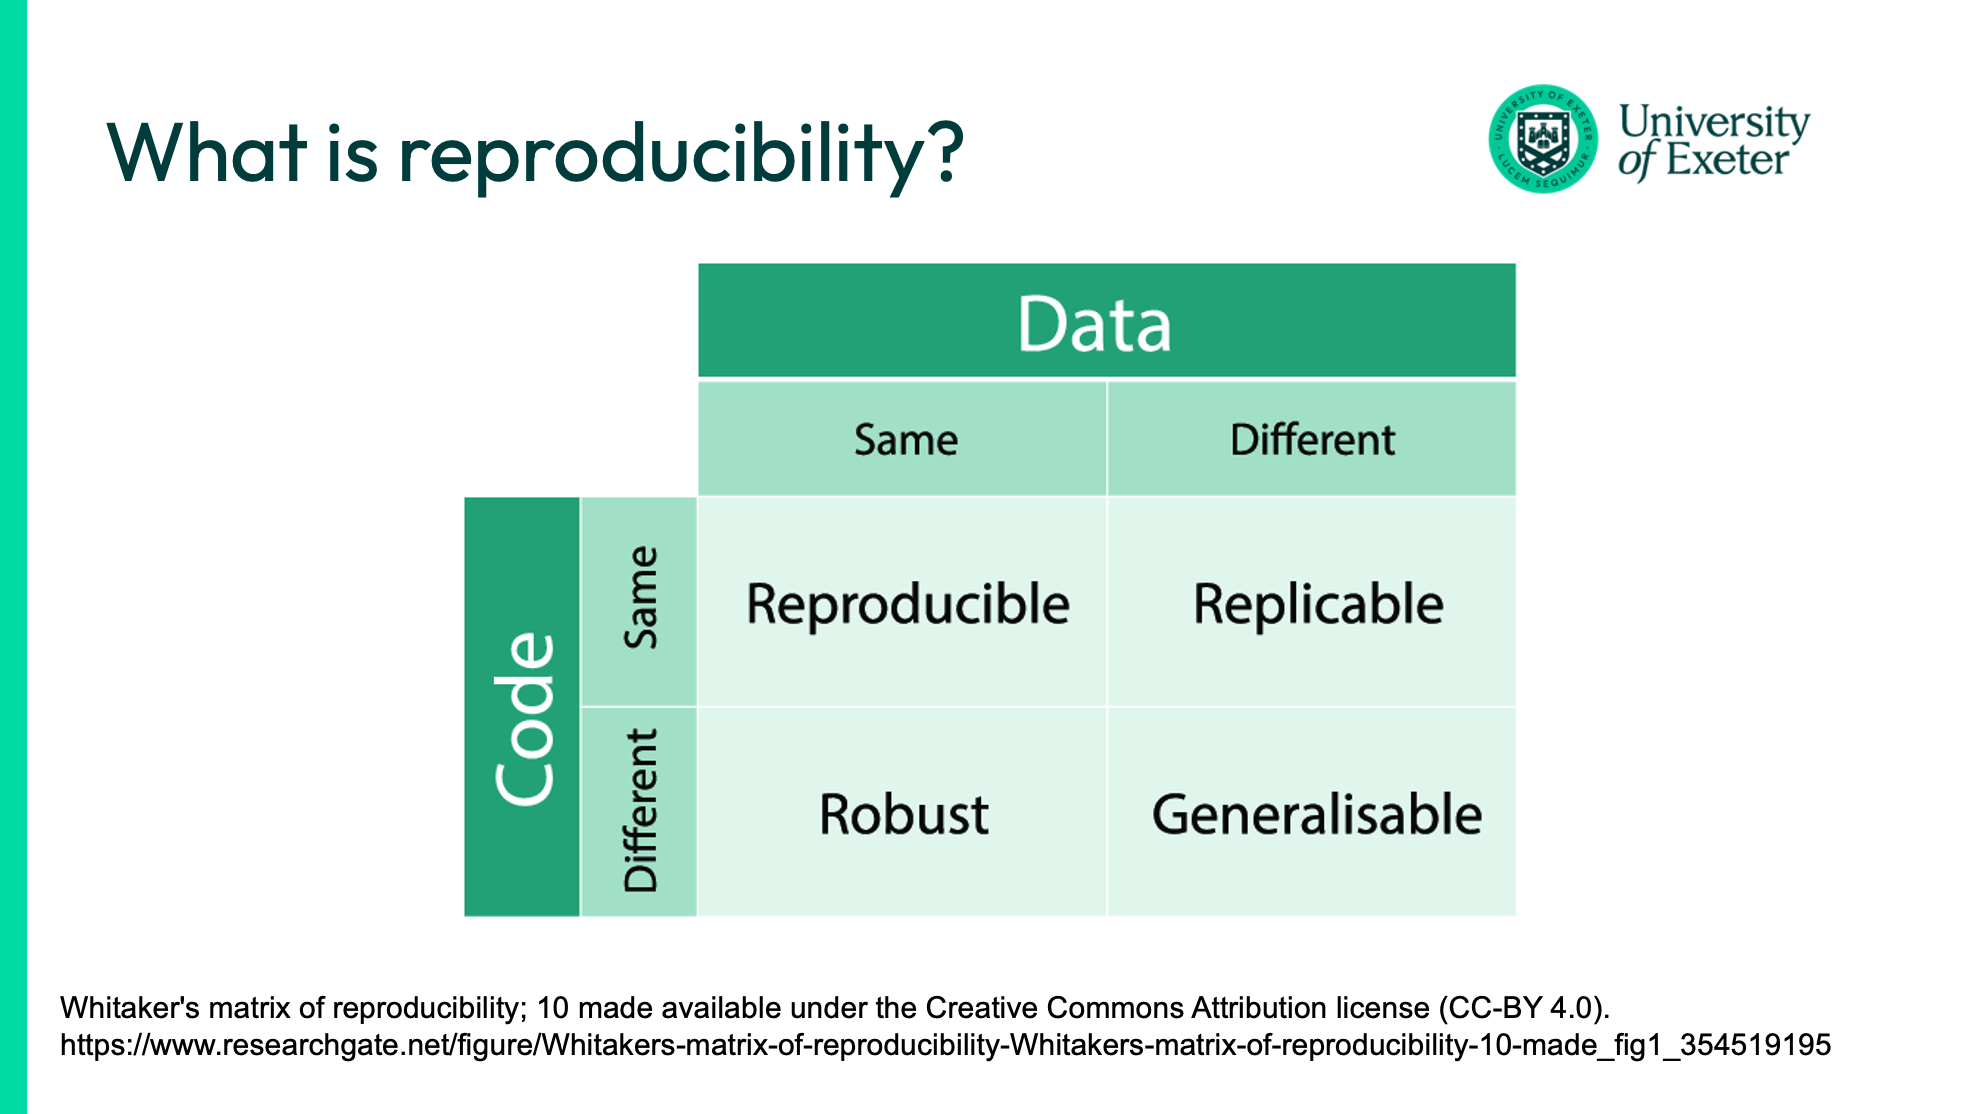 What is reproducibility?
UNIVERSITY OF EXETER
LUCEM SEQUIMUR
University
of Exeter
Data
Same
Different
Code
Same
Reproducible
Replicable
Different
Robust
Generalisable
Whitaker's matrix of reproducibility; 10 made available under the Creative Commons Attribution license (CC-BY 4.0).
https://www.researchgate.net/figure/Whitakers-matrix-of-reproducibility-Whitakers-matrix-of-reproducibility-10-made_fig1_354519195